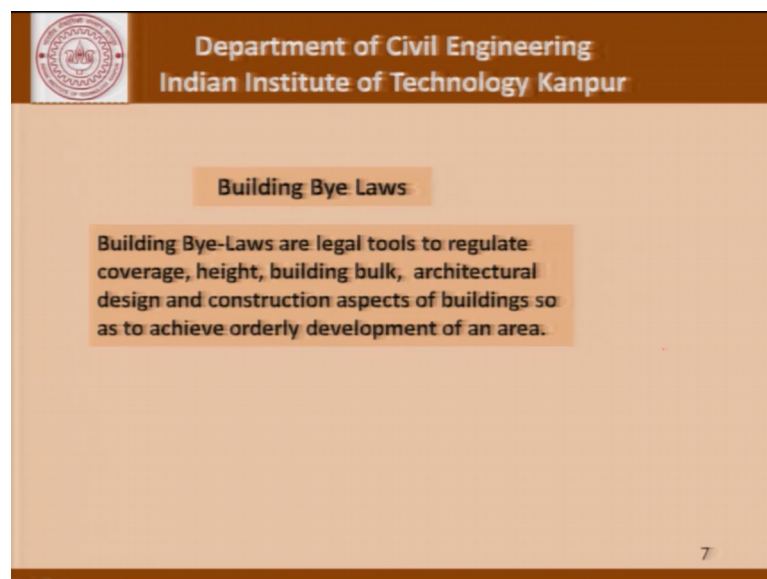 Department of Civil Engineering
Indian Institute of Technology Kanpur
Building Bye Laws
Building Bye-Laws are legal tools to regulate
coverage, height, building bulk, architectural
design and construction aspects of buildings so
as to achieve orderly development of an area.
7